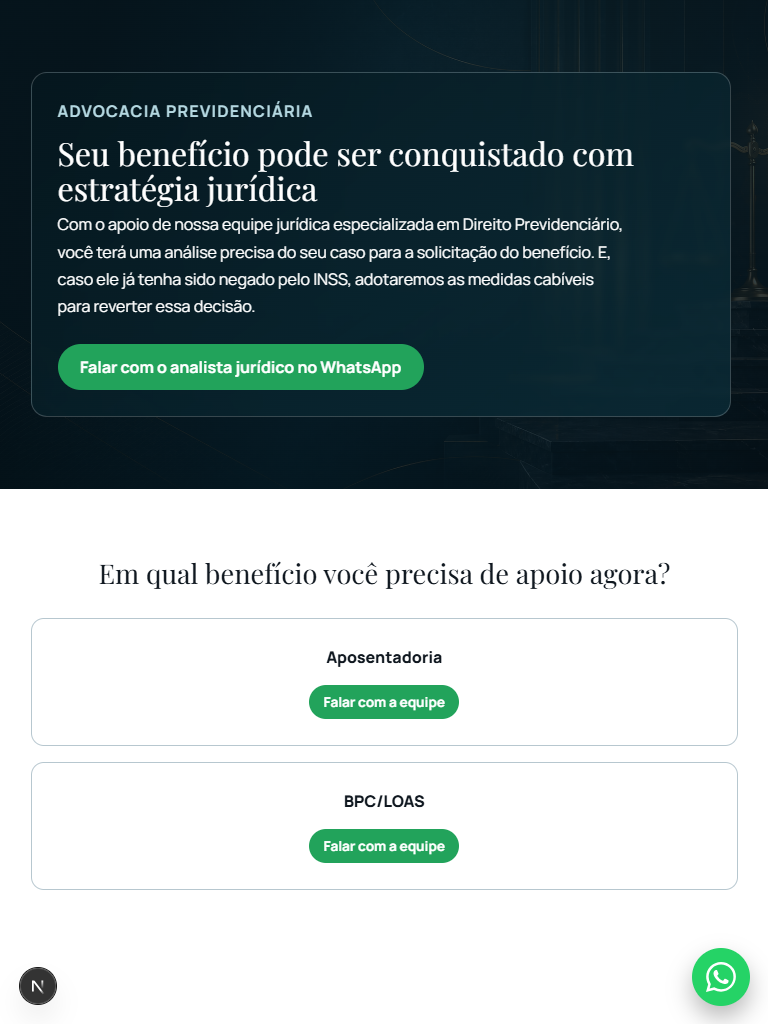 ADVOCACIA PREVIDENCIÁRIA
Seu benefício pode ser conquistado com
estratégia jurídica
Com o apoio de nossa equipe jurídica especializada em Direito Previdenciário,
você terá uma análise precisa do seu caso para a solicitação do benefício. E,
caso ele já tenha sido negado pelo INSS, adotaremos as medidas cabíveis
para reverter essa decisão.
Falar com o analista jurídico no WhatsApp
Em qual benefício você precisa de apoio agora?
Aposentadoria
Falar com a equipe
BPC/LOAS
Falar com a equipe
N